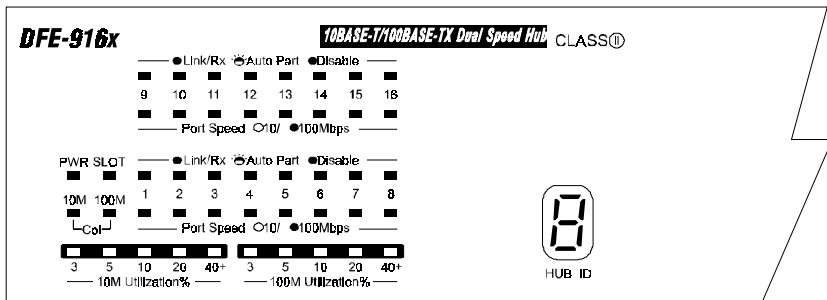 DFE-916x 10BASE-T/100BASE-TX Dual Speed Hub CLASS II
Link/Rx Auto Part Disable
9 10 11 12 13 14 15 16
Port Speed 10/ 100Mbps
PWR SLOT Link/Rx Auto Part Disable
10M 100M 1 2 3 4 5 6 7 8
Col Port Speed 10/ 100Mbps
3 5 10 20 40+ 3 5 10 20 40+
10M Utilization% 100M Utilization%
8
HUB ID